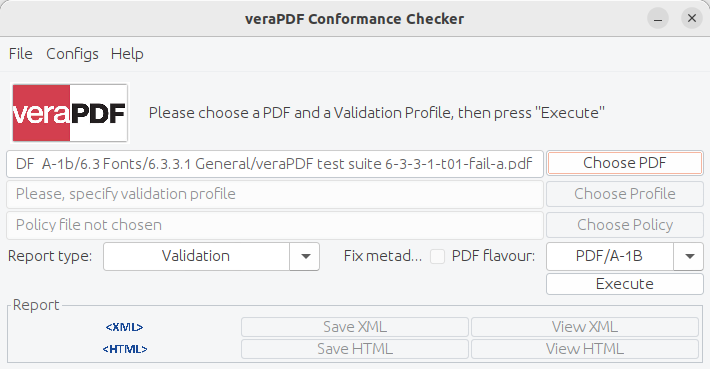 veraPDF Conformance Checker
File Configs Help
veraPDF Please choose a PDF and a Validation Profile, then press "Execute"
DF A-1b/6.3 Fonts/6.3.3.1 General/veraPDF test suite 6-3-3-1-t01-fail-a.pdf Choose PDF
Please, specify validation profile Choose Profile
Policy file not chosen Choose Policy
Report type: Validation Fix metad... PDF flavour: PDF/A-1B
Execute
Report
<XML> Save XML View XML
<HTML> Save HTML View HTML